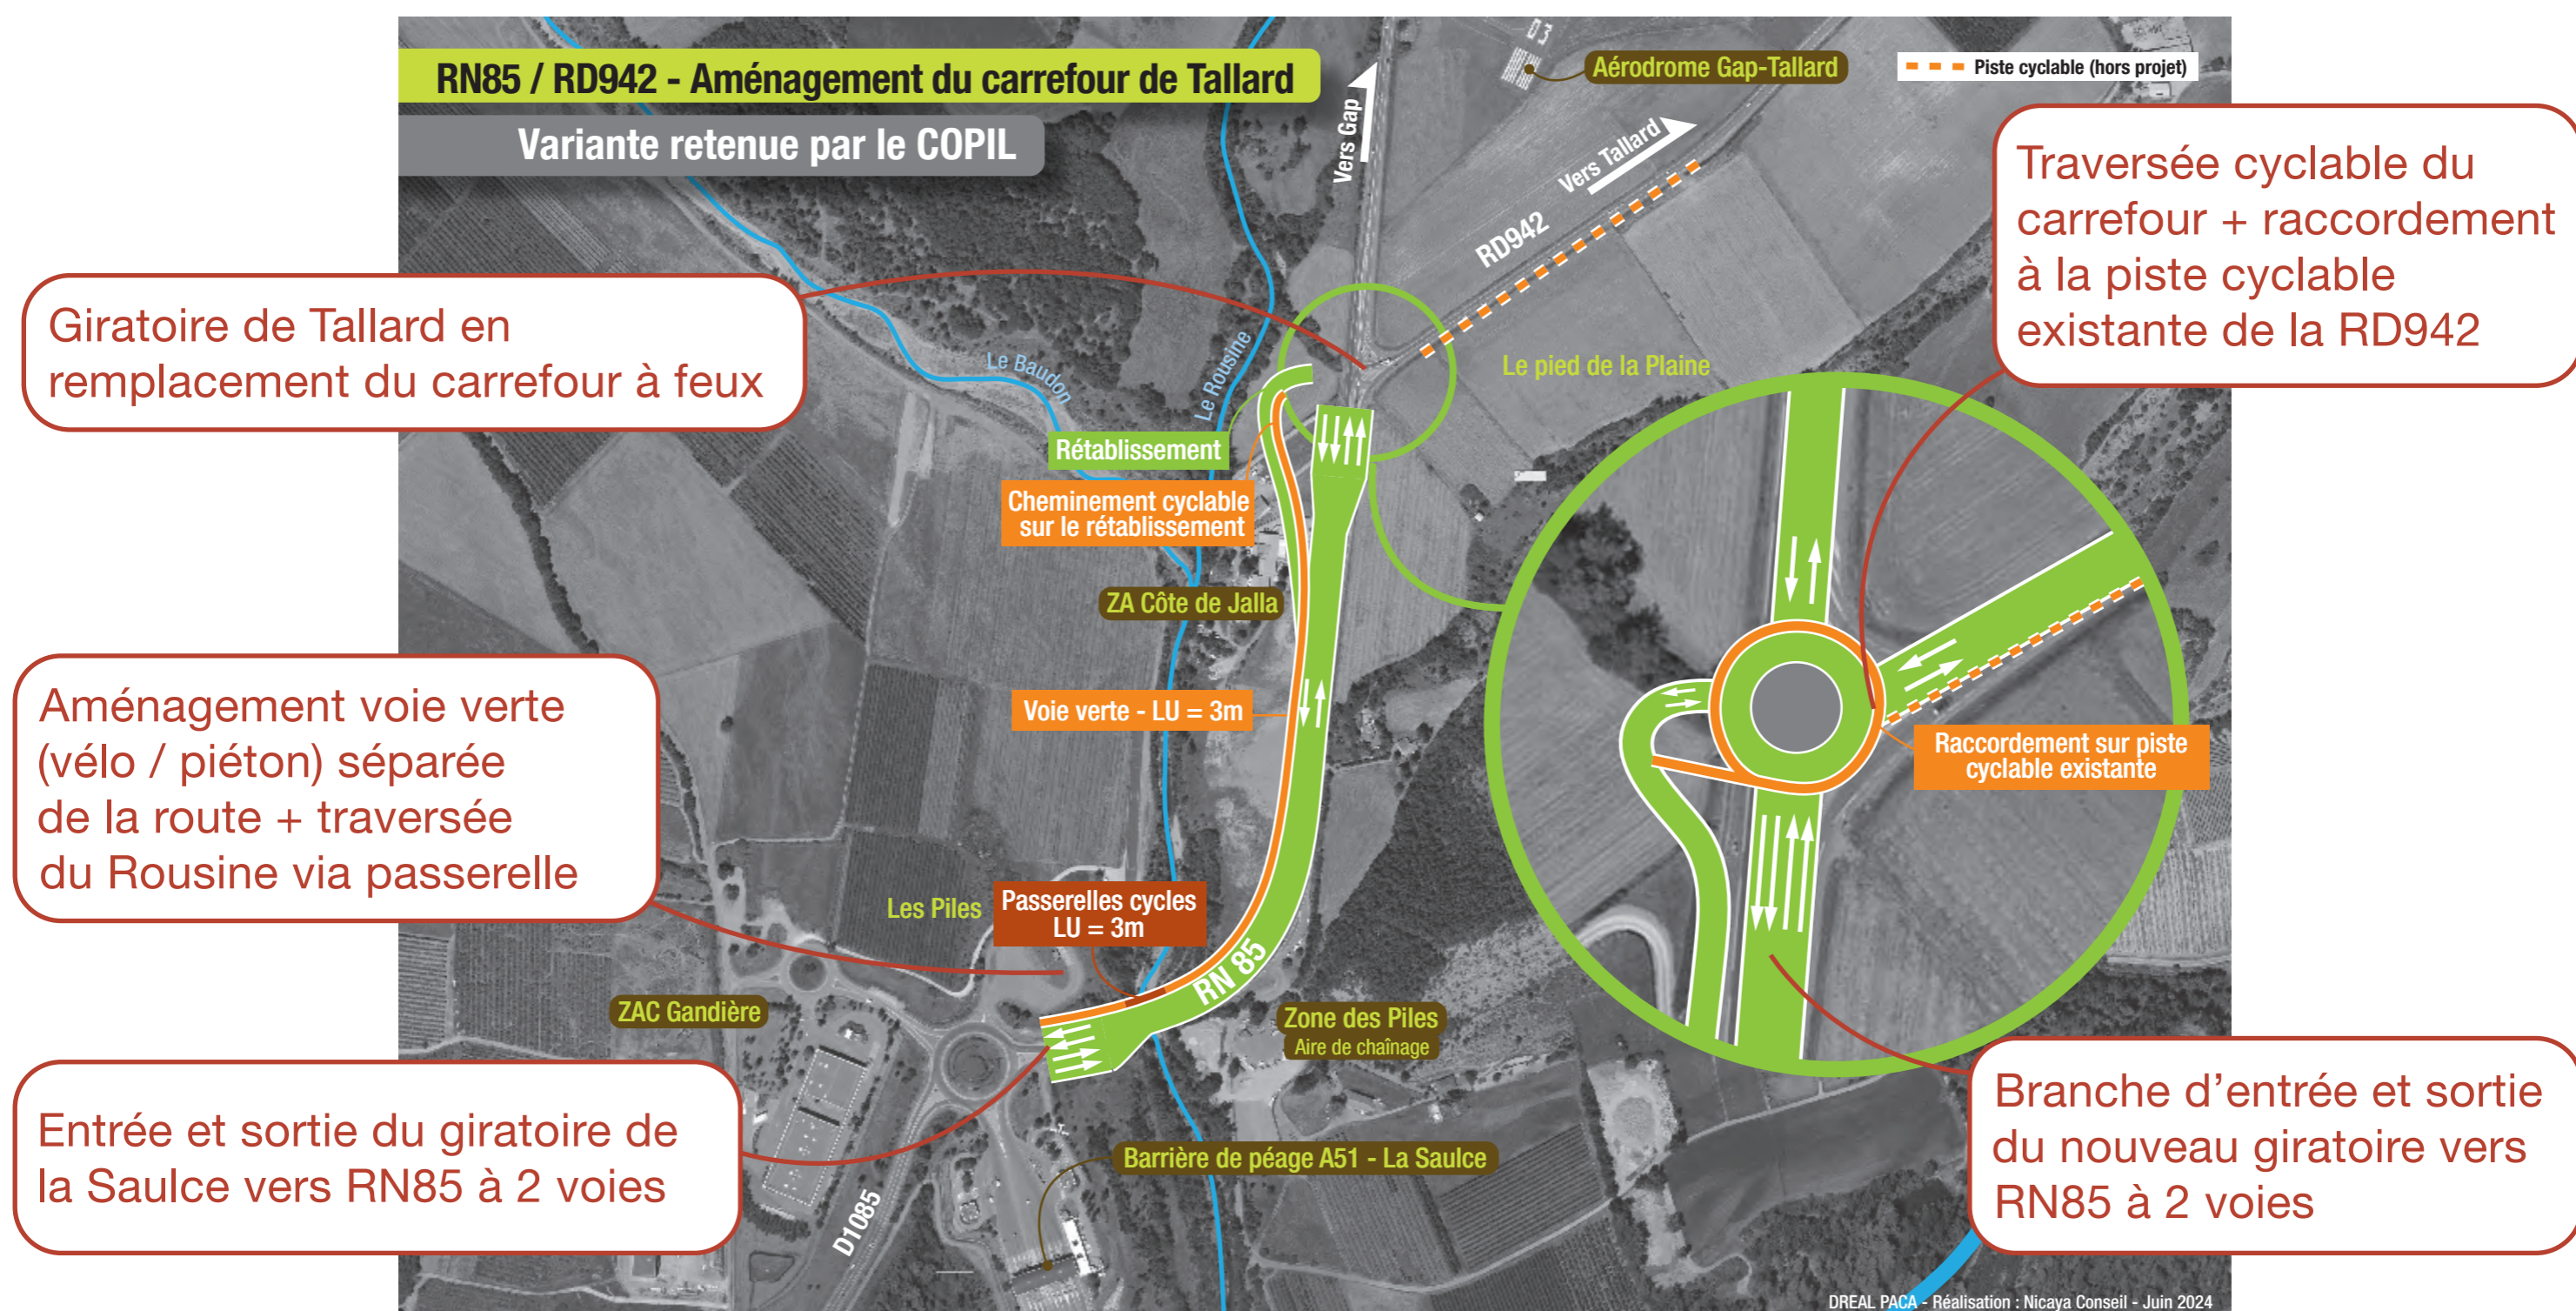 RN85 / RD942 - Aménagement du carrefour de Tallard
Variante retenue par le COPIL
Aérodrome Gap-Tallard
Piste cyclable (hors projet)
Vers Gap
Vers Tallard
RD942
Traversée cyclable du
carrefour + raccordement
à la piste cyclable
existante de la RD942
Giratoire de Tallard en
remplacement du carrefour à feux
Le Baudon
Le Rousine
Le pied de la Plaine
Rétablissement
Cheminement cyclable
sur le rétablissement
ZA Côte de Jalla
Voie verte - LU = 3m
Raccordement sur piste
cyclable existante
Aménagement voie verte
(vélo / piéton) séparée
de la route + traversée
du Rousine via passerelle
Les Piles
Passerelles cycles
LU = 3m
RN 85
ZAC Gandière
Zone des Piles
Aire de chaînage
Entrée et sortie du giratoire de
la Saulce vers RN85 à 2 voies
Barrière de péage A51 - La Saulce
D1085
Branche d'entrée et sortie
du nouveau giratoire vers
RN85 à 2 voies
DREAL PACA - Réalisation : Nicaya Conseil - Juin 2024